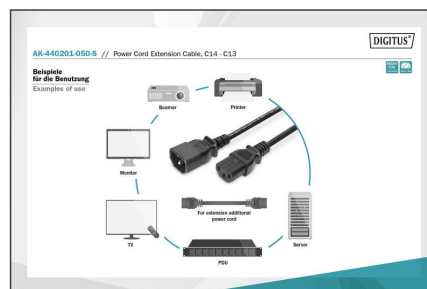 DIGITUS®
AK-440201-050-S // Power Cord Extension Cable, C14 - C13
Beispiele
für die Benutzung
Examples of use
Beamer
Printer
Monitor
For extension additional
power cord
TV
Server
PDU